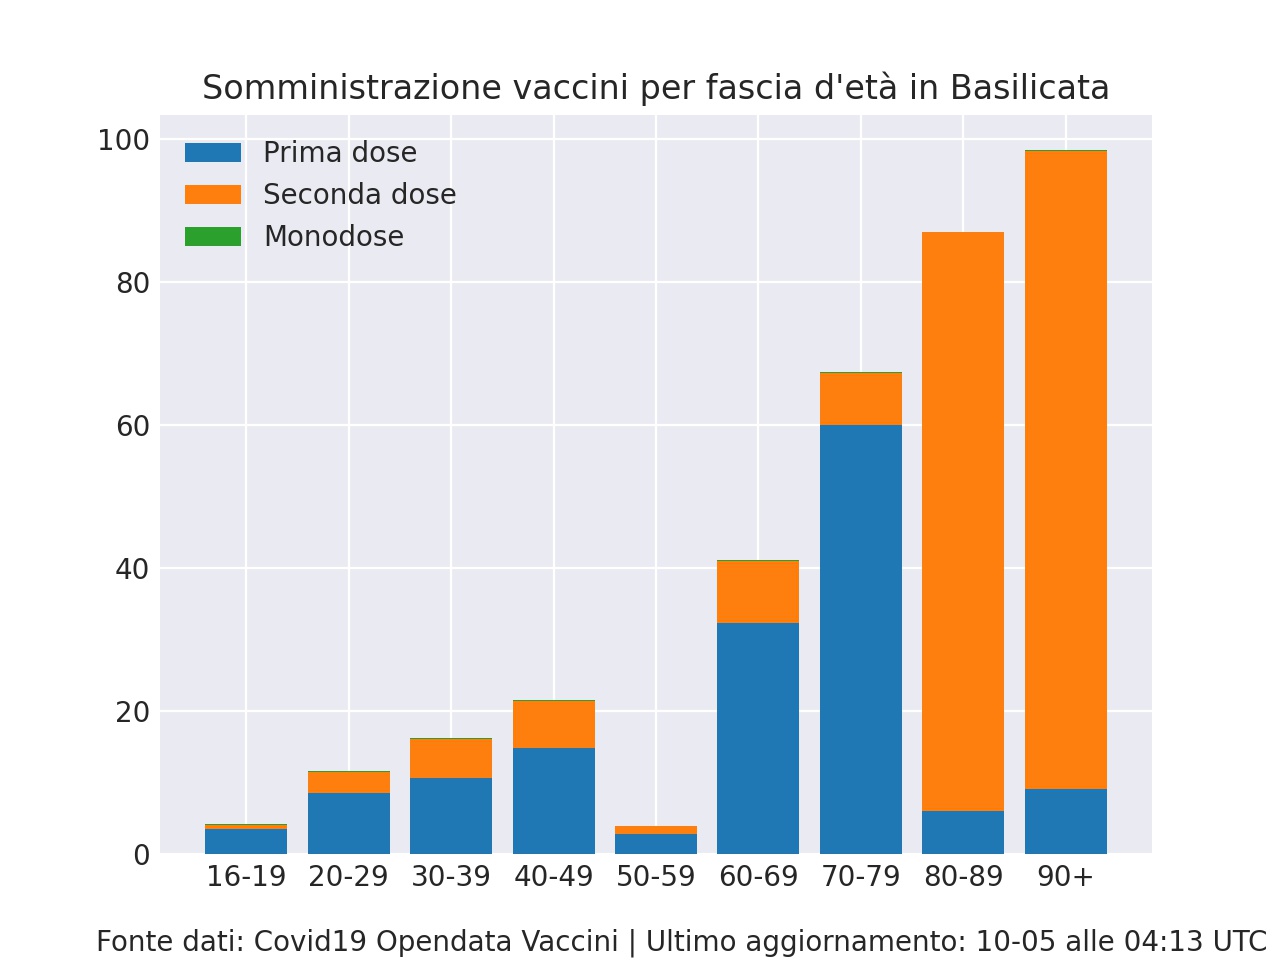 Somministrazione vaccini per fascia d'età in Basilicata
100
80
60
40
20
0
Prima dose
Seconda dose
Monodose
16-19 20-29 30-39 40-49 50-59 60-69 70-79 80-89 90+
Fonte dati: Covid19 Opendata Vaccini | Ultimo aggiornamento: 10-05 alle 04:13 UTC